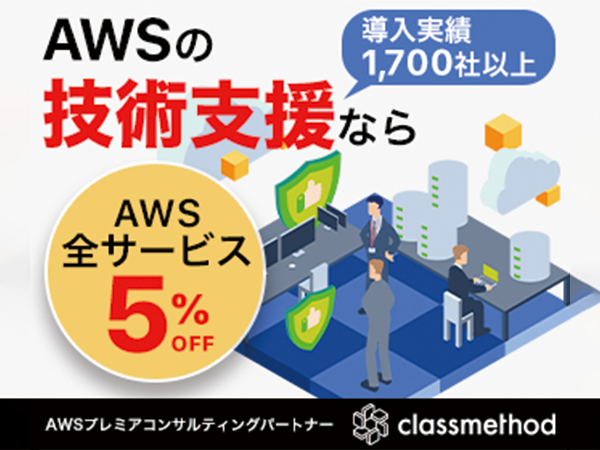 AWSの
導入実績
1,700社以上
技術支援なら
AWS
全サービス
5%
OFF
AWSプレミアコンサルティングパートナー
classmethod